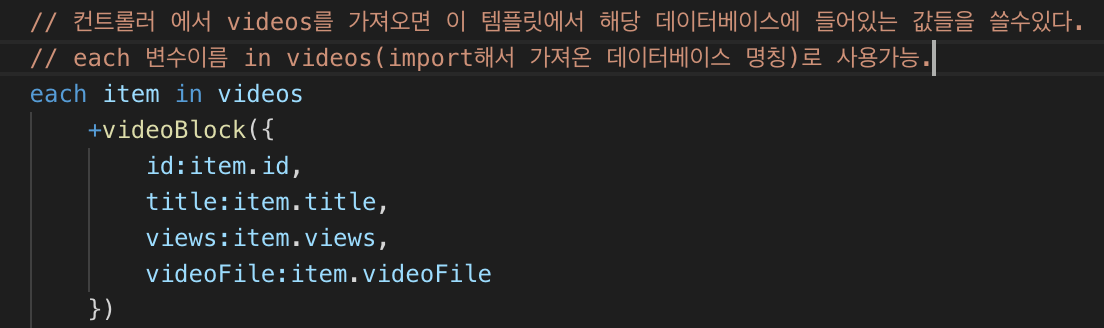 // 컨트롤러 에서 videos를 가져오면 이 템플릿에서 해당 데이터베이스에 들어있는 값들을 쓸수있다.
// each 변수이름 in videos(import해서 가져온 데이터베이스 명칭)로 사용가능.
each item in videos
    +videoBlock({
        id:item.id,
        title:item.title,
        views:item.views,
        videoFile:item.videoFile
    })